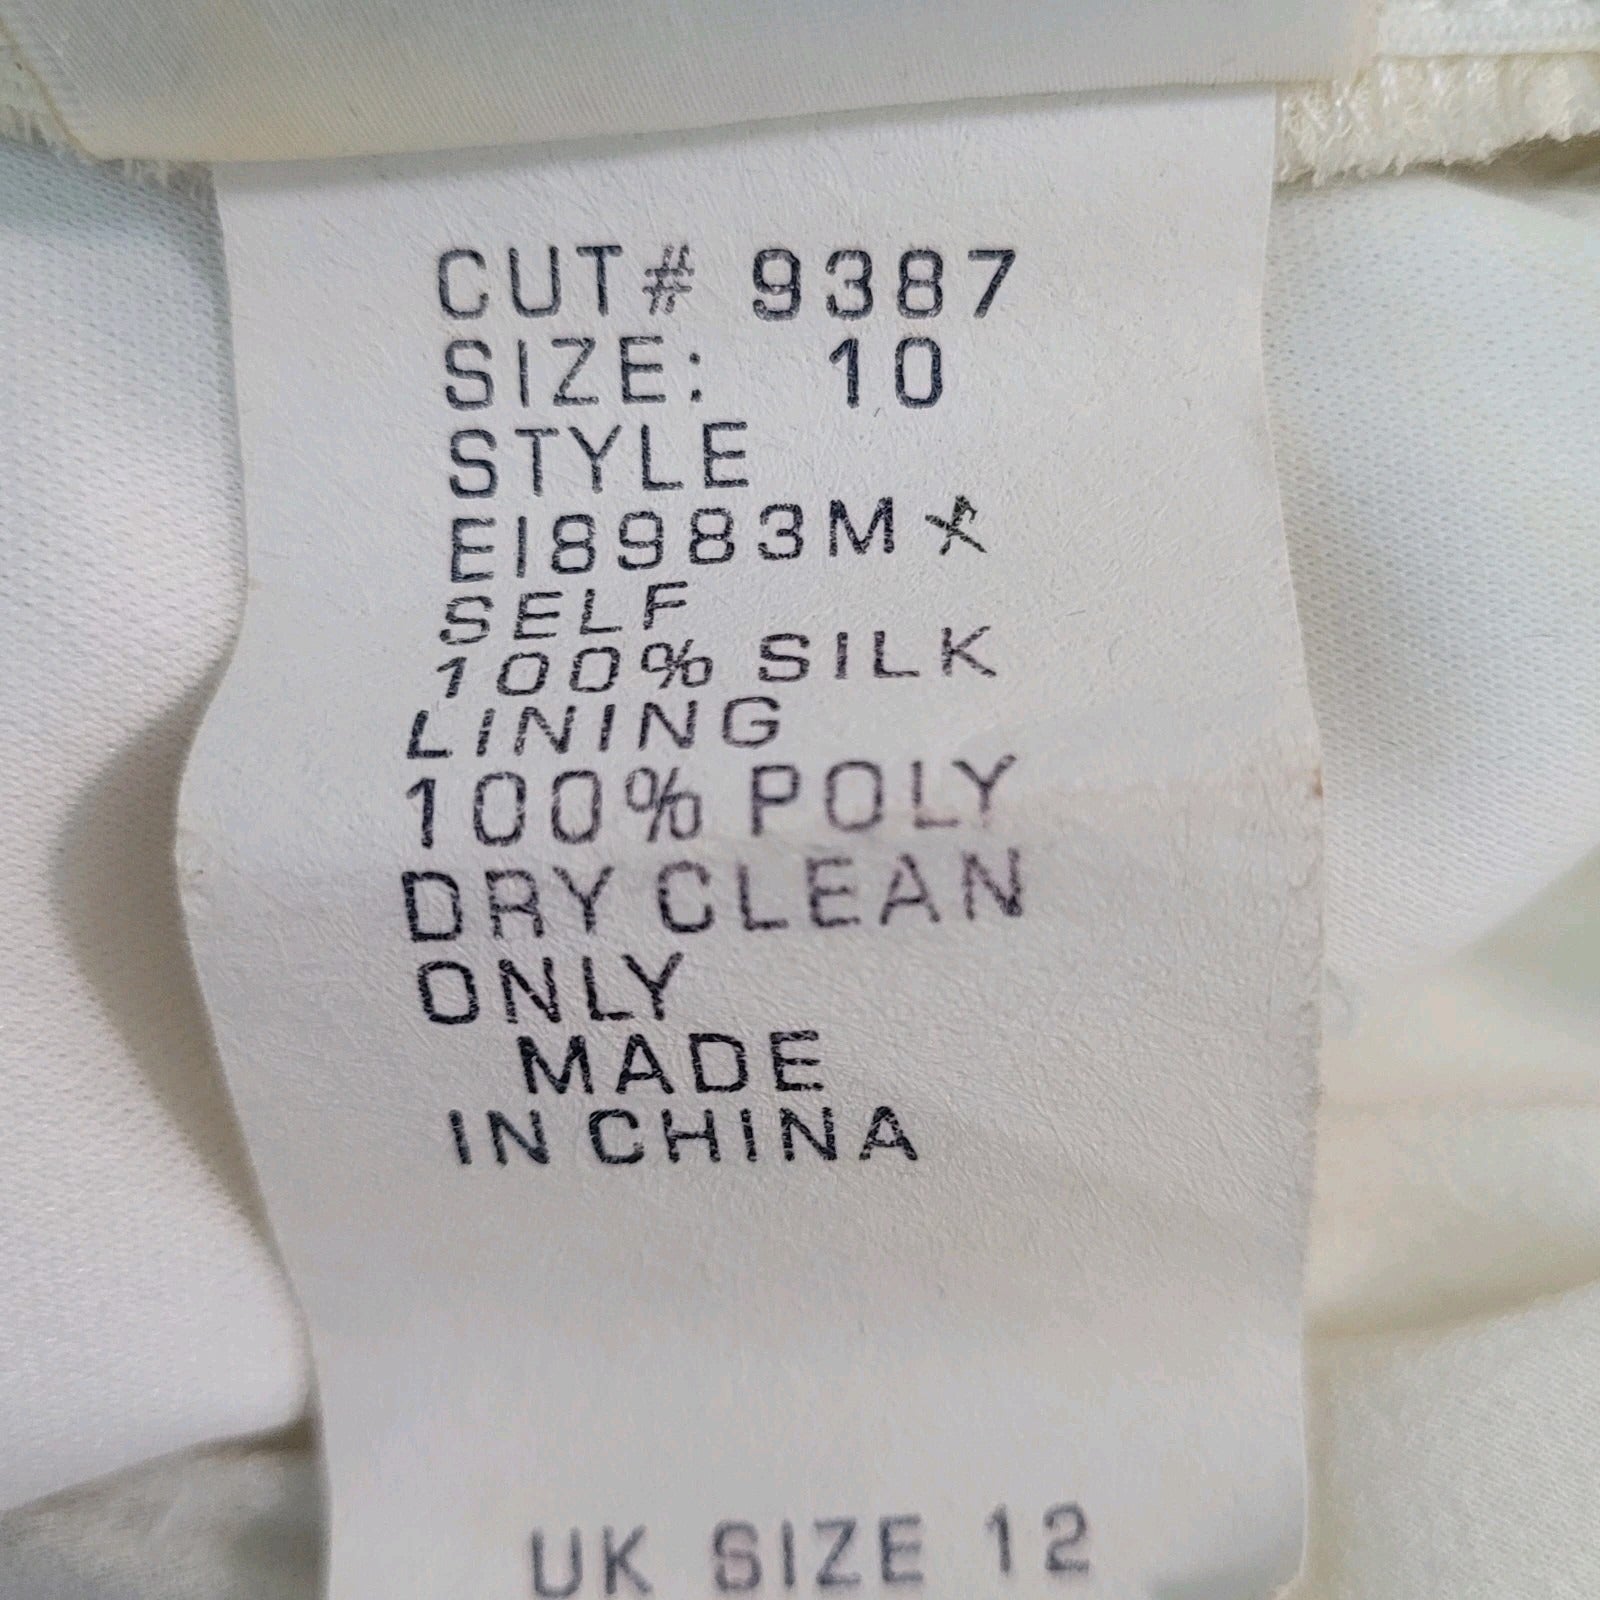 CUT# 9387
SIZE: 10
STYLE
EI8983M
SELF
100% SILK
LINING
100% POLY
DRY CLEAN
ONLY
MADE
IN CHINA
UK SIZE 12